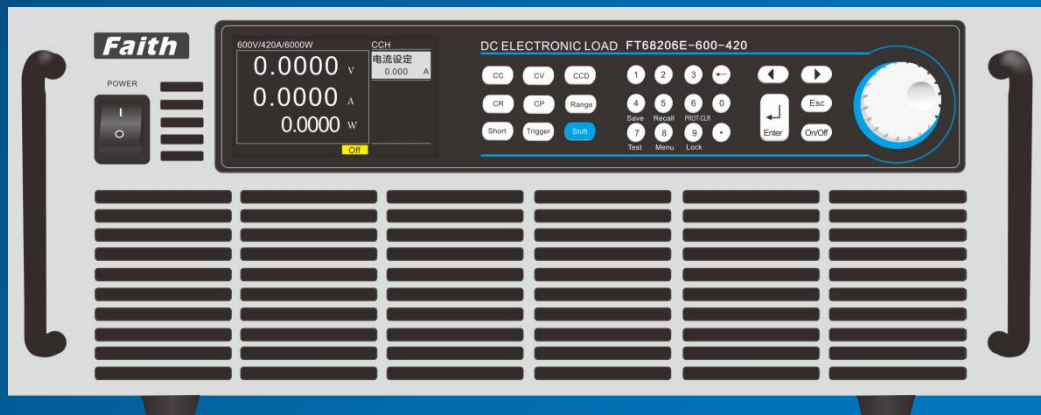 Faith
POWER
600V/420A/6000W CCH
0.0000 V
电流设定
0.000 A
0.0000 A
0.0000 W
Off
DC ELECTRONIC LOAD FT68206E-600-420
CC CV CCD 1 2 3 ←
CR CP Range 4 5 6 0
Save Recall PROT-CLR
Short Trigger Shift 7 8 9 •
Test Menu Lock
Esc
Enter On/Off